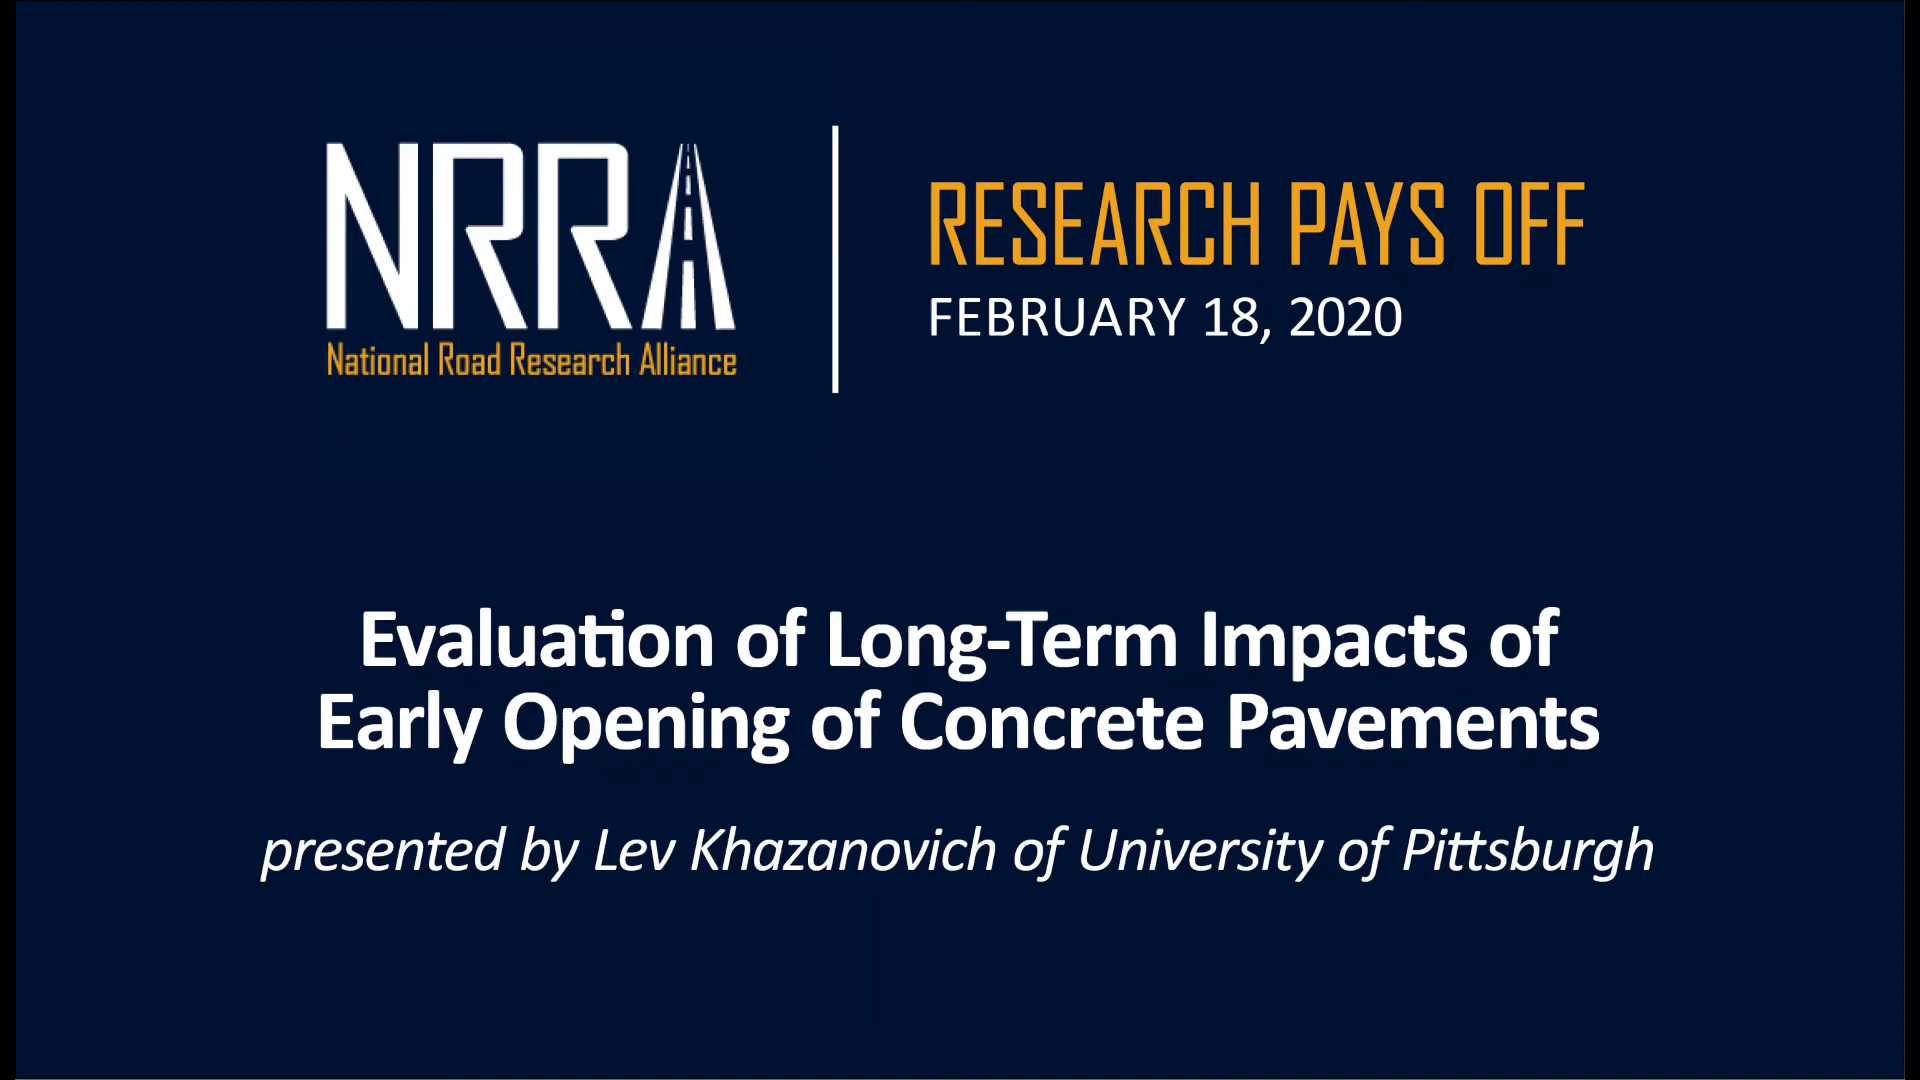 NRRA
National Road Research Alliance
RESEARCH PAYS OFF
FEBRUARY 18, 2020
Evaluation of Long-Term Impacts of
Early Opening of Concrete Pavements
presented by Lev Khazanovich of University of Pittsburgh